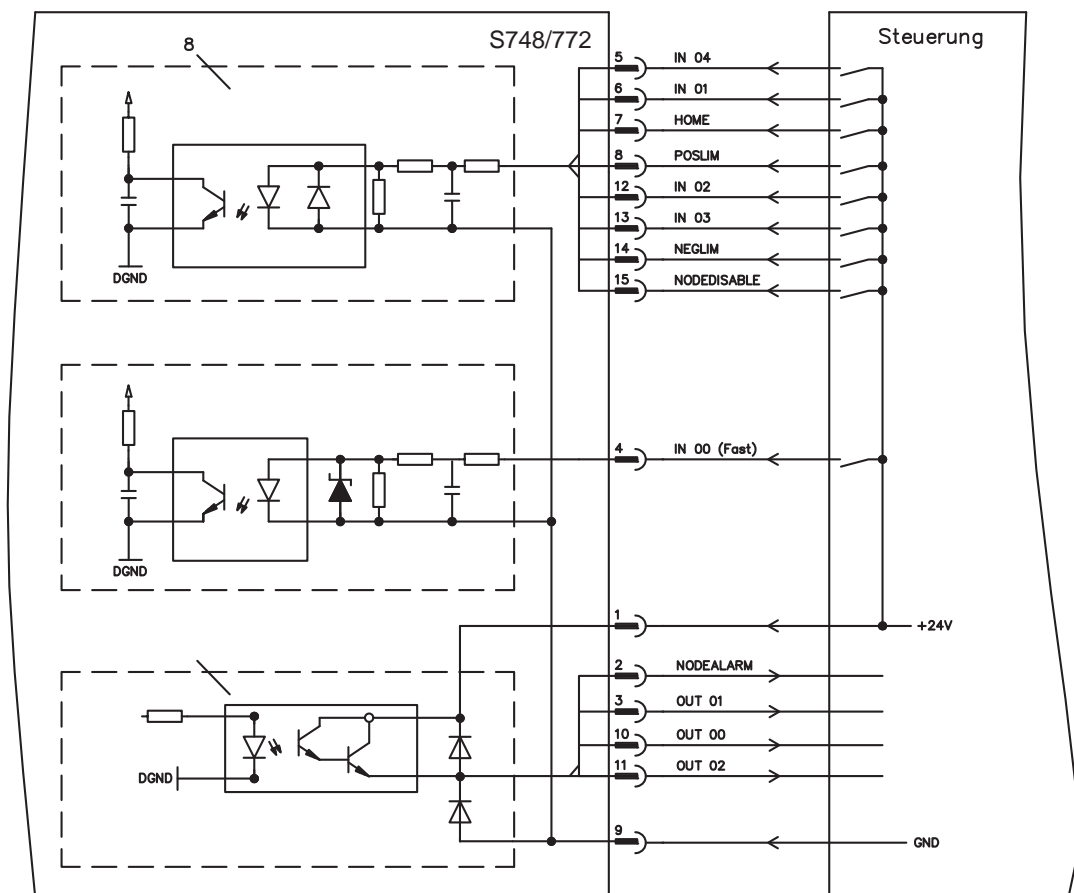 S748/772
Steuerung
8
5 IN 04
6 IN 01
7 HOME
8 POSLIM
12 IN 02
13 IN 03
14 NEGLIM
15 NODEDISABLE
DGND
4 IN 00 (Fast)
DGND
1 +24V
2 NODEALARM
3 OUT 01
10 OUT 00
11 OUT 02
DGND
9 GND